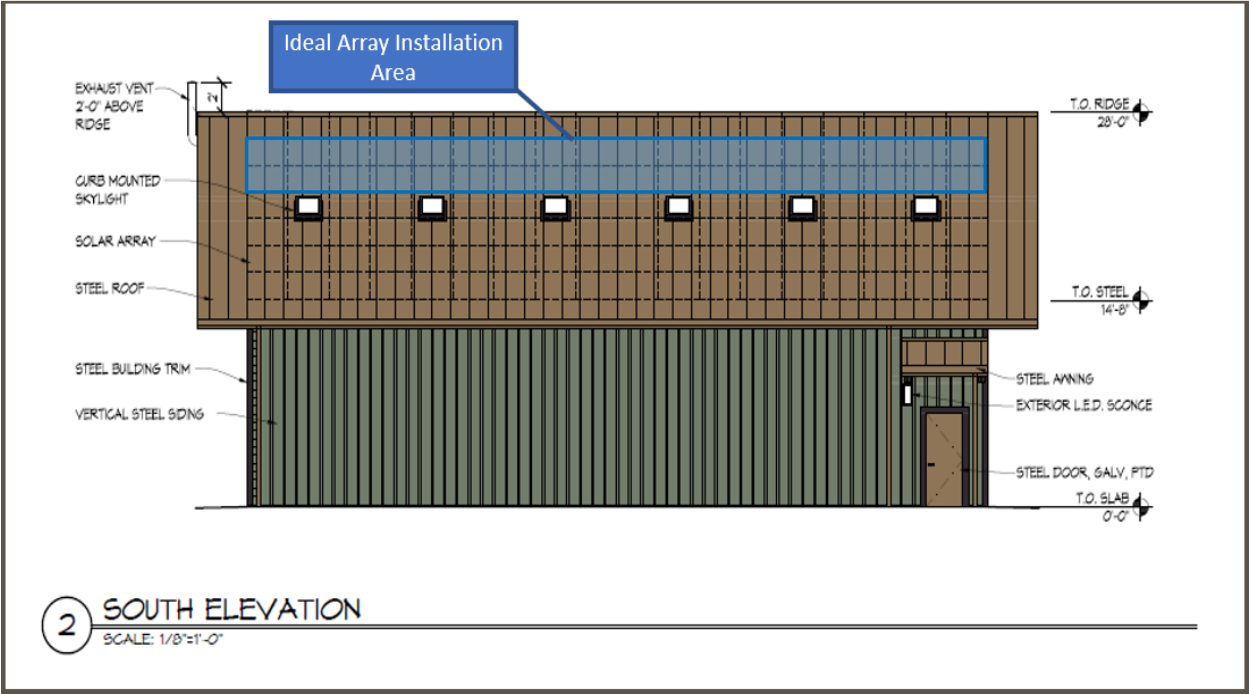 Ideal Array Installation
Area
EXHAUST VENT
2'-0" ABOVE
RIDGE
2'
T.O. RIDGE
28'-0"
CURB MOUNTED
SKYLIGHT
SOLAR ARRAY
STEEL ROOF
T.O. STEEL
14'-8"
STEEL BUILDING TRIM
VERTICAL STEEL SIDING
STEEL AWNING
EXTERIOR L.E.D. SCONCE
STEEL DOOR, GALV, PTD
T.O. SLAB
0'-0"
2
SOUTH ELEVATION
SCALE: 1/8"=1'-0"